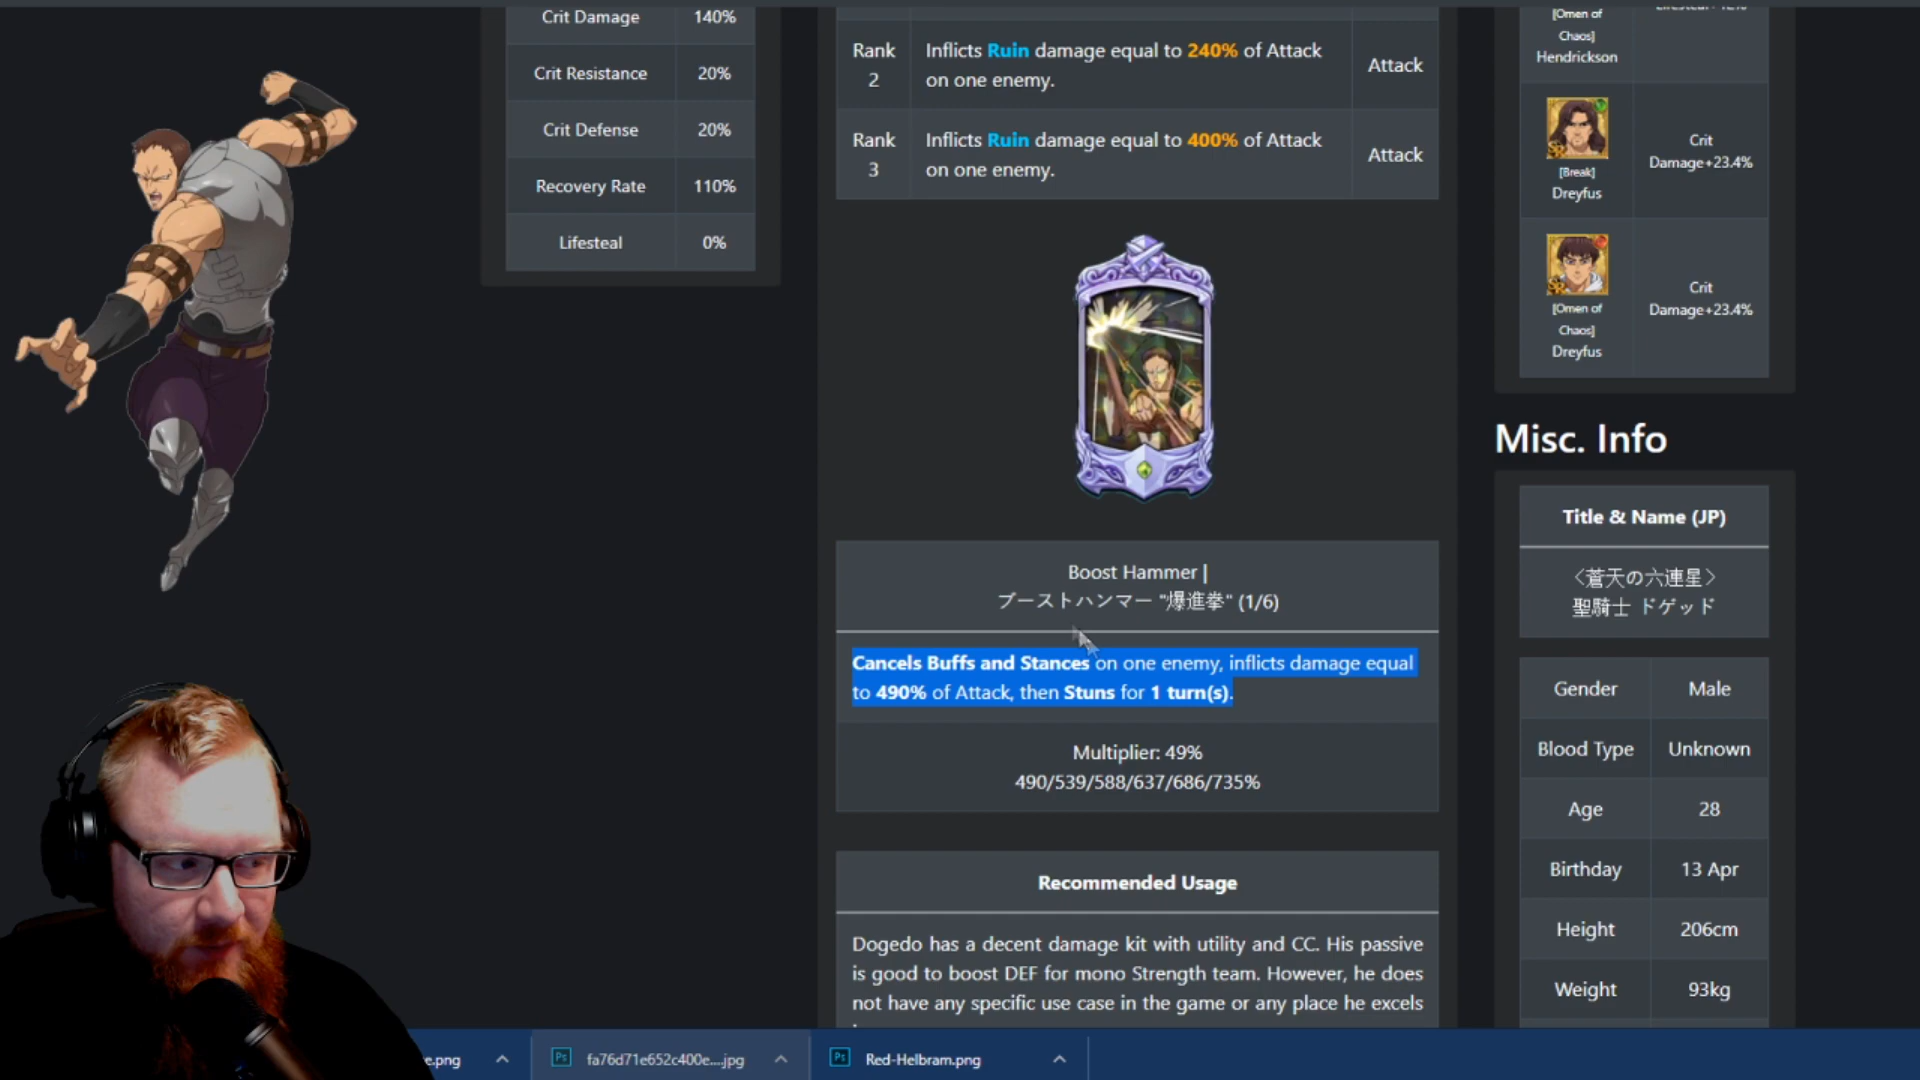 Crit Damage 140%
Crit Resistance 20%
Crit Defense 20%
Recovery Rate 110%
Lifesteal 0%
Rank 2
Inflicts Ruin damage equal to 240% of Attack
on one enemy.
Attack
Rank 3
Inflicts Ruin damage equal to 400% of Attack
on one enemy.
Attack
Boost Hammer |
ブーストハンマー "爆進拳" (1/6)
Cancels Buffs and Stances on one enemy, inflicts damage equal
to 490% of Attack, then Stuns for 1 turn(s).
Multiplier: 49%
490/539/588/637/686/735%
Recommended Usage
Dogedo has a decent damage kit with utility and CC. His passive
is good to boost DEF for mono Strength team. However, he does
not have any specific use case in the game or any place he excels
[Omen of
Chaos]
Hendrickson
SR
[Break]
Dreyfus
Crit
Damage+23.4%
SR
[Omen of
Chaos]
Dreyfus
Crit
Damage+23.4%
Misc. Info
Title & Name (JP)
〈蒼天の六連星〉
聖騎士 ドゲッド
Gender Male
Blood Type Unknown
Age 28
Birthday 13 Apr
Height 206cm
Weight 93kg
e.png
Ps
fa76d71e652c400e....jpg
Ps
Red-Helbram.png